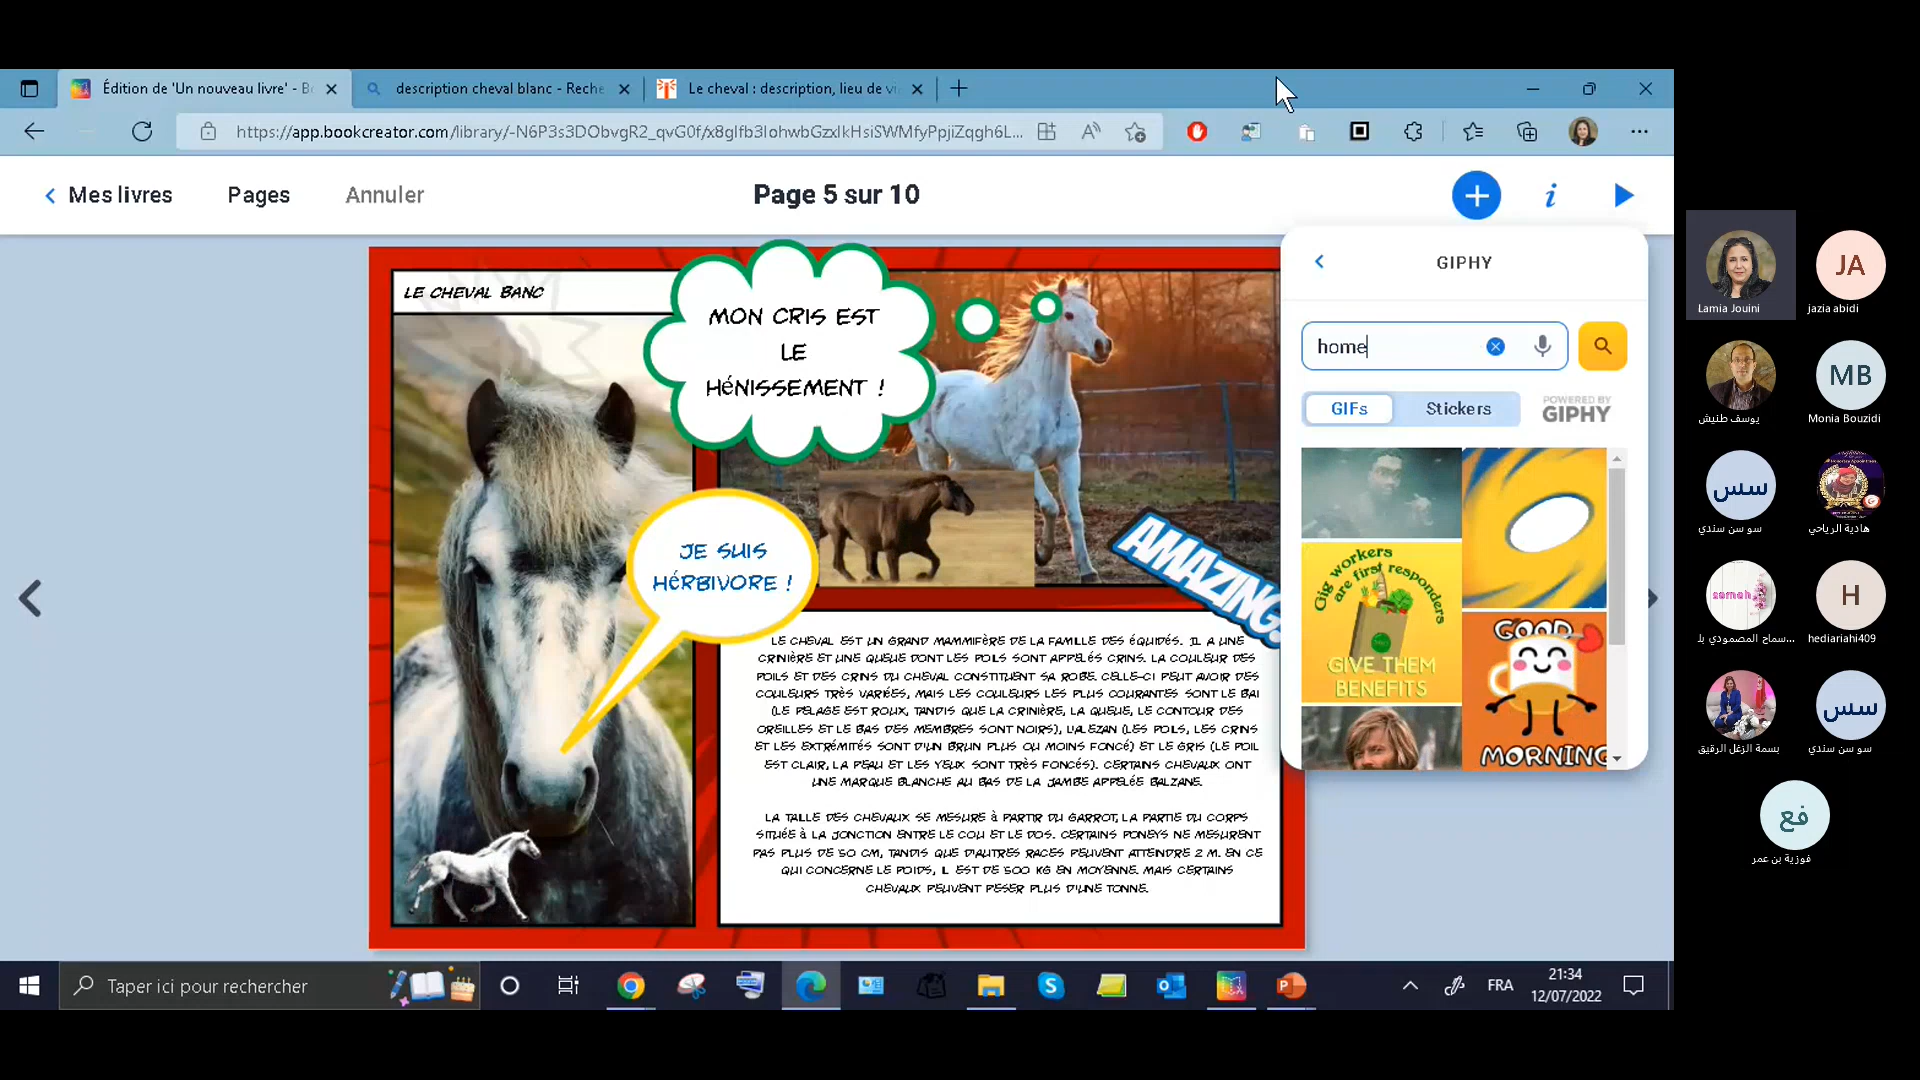 Édition de 'Un nouveau livre' - B
description cheval blanc - Reche
Le cheval : description, lieu de vi
https://app.bookcreator.com/library/-N6P3s3DObvgR2_qvG0f/x8glfb3IohwbGzxIkHsiSWMfyPpjiZqgh6L...
Mes livres
Pages
Annuler
Page 5 sur 10
LE CHEVAL BANC
MON CRIS EST
LE
HÉNISSEMENT !
JE SUIS
HÉRBIVORE !
AMAZING!
LE CHEVAL EST UN GRAND MAMMIFÈRE DE LA FAMILLE DES ÉQUIDÉS. IL A UNE
CRINIÈRE ET UNE QUEUE DONT LES POILS SONT APPELÉS CRINS. LA COULEUR DES
POILS ET DES CRINS DU CHEVAL CONSTITUENT SA ROBE. CELLE-CI PEUT AVOIR DES
COULEURS TRÈS VARIÉES, MAIS LES COULEURS LES PLUS COURANTES SONT LE BAI
(LE PELAGE EST ROUX, TANDIS QUE LA CRINIÈRE, LA QUEUE, LE CONTOUR DES
OREILLES ET LE BAS DES MEMBRES SONT NOIRS), L'ALEZAN (LES POILS, LES CRINS
ET LES EXTRÉMITÉS SONT D'UN BRUN PLUS OU MOINS FONCÉ) ET LE GRIS (LE POIL
EST CLAIR, LA PEAU ET LES YEUX SONT TRÈS FONCÉS). CERTAINS CHEVAUX ONT
UNE MARQUE BLANCHE AU BAS DE LA JAMBE APPELÉE BALZANE.
LA TAILLE DES CHEVAUX SE MESURE À PARTIR DU GARROT, LA PARTIE DU CORPS
SITUÉE À LA JONCTION ENTRE LE COU ET LE DOS. CERTAINS PONEYS NE MESURENT
PAS PLUS DE 50 CM, TANDIS QUE D'AUTRES RACES PEUVENT ATTEINDRE 2 M. EN CE
QUI CONCERNE LE POIDS, IL EST DE 500 KG EN MOYENNE. MAIS CERTAINS
CHEVAUX PEUVENT PESER PLUS D'UNE TONNE.
GIPHY
home
GIFs
Stickers
POWERED BY
GIPHY
Gig workers
are first responders
GIVE THEM
BENEFITS
GOOD
MORNING
Lamia Jouini
JA
jazia abidi
يوسف طنيش
MB
Monia Bouzidi
سس
سو سن سندي
هادية الرياحي
samah
سماح المصمودي بل...
H
hediariahi409
بسمة الزغل الرقيق
سس
سو سن سندي
فع
فوزية بن عمر
Taper ici pour rechercher
FRA
21:34
12/07/2022